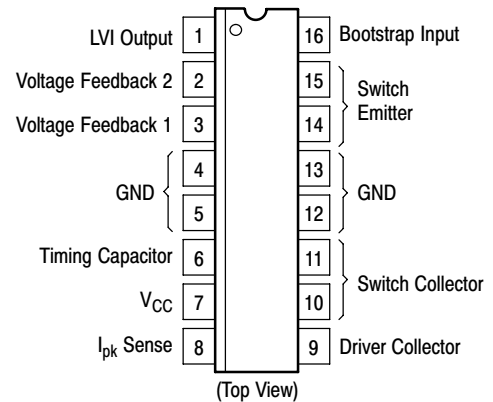 LVI Output 1 16 Bootstrap Input
Voltage Feedback 2 2 15 Switch
Emitter
Voltage Feedback 1 3 14
4 13
GND GND
5 12
Timing Capacitor 6 11
Switch Collector
VCC 7 10
Ipk Sense 8 9 Driver Collector
(Top View)